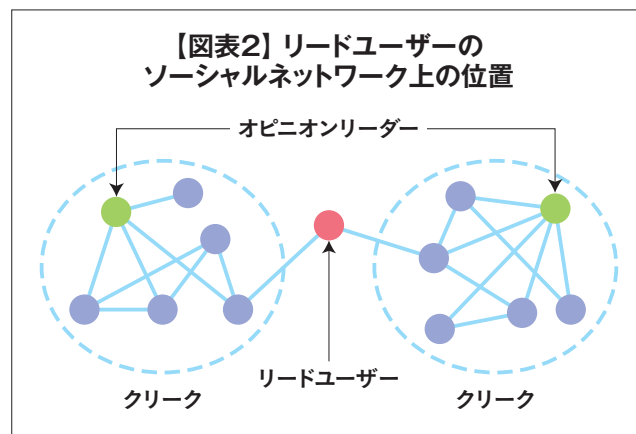 【図表2】リードユーザーの
ソーシャルネットワーク上の位置
オピニオンリーダー
リードユーザー
クリーク
クリーク